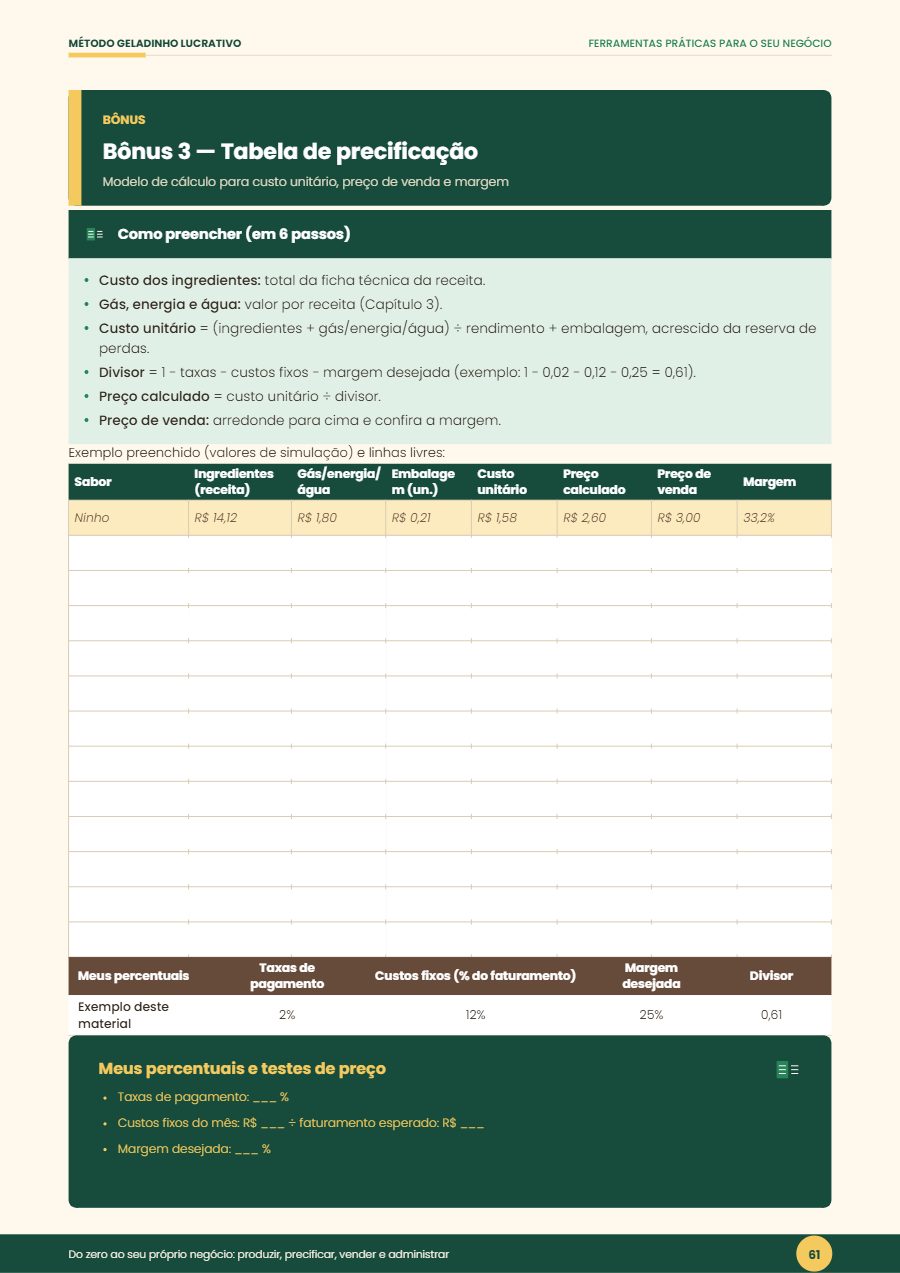 MÉTODO GELADINHO LUCRATIVO
FERRAMENTAS PRÁTICAS PARA O SEU NEGÓCIO
BÔNUS
Bônus 3 — Tabela de precificação
Modelo de cálculo para custo unitário, preço de venda e margem
Como preencher (em 6 passos)
• Custo dos ingredientes: total da ficha técnica da receita.
• Gás, energia e água: valor por receita (Capítulo 3).
• Custo unitário = (ingredientes + gás/energia/água) ÷ rendimento + embalagem, acrescido da reserva de
perdas.
• Divisor = 1 - taxas - custos fixos - margem desejada (exemplo: 1 - 0,02 - 0,12 - 0,25 = 0,61).
• Preço calculado = custo unitário ÷ divisor.
• Preço de venda: arredonde para cima e confira a margem.
Exemplo preenchido (valores de simulação) e linhas livres:
Sabor Ingredientes (receita) Gás/energia/água Embalagem (un.) Custo unitário Preço calculado Preço de venda Margem
Ninho R$ 14,12 R$ 1,80 R$ 0,21 R$ 1,58 R$ 2,60 R$ 3,00 33,2%
Meus percentuais Taxas de pagamento Custos fixos (% do faturamento) Margem desejada Divisor
Exemplo deste material 2% 12% 25% 0,61
Meus percentuais e testes de preço
• Taxas de pagamento: ___ %
• Custos fixos do mês: R$ ___ ÷ faturamento esperado: R$ ___
• Margem desejada: ___ %
Do zero ao seu próprio negócio: produzir, precificar, vender e administrar
61